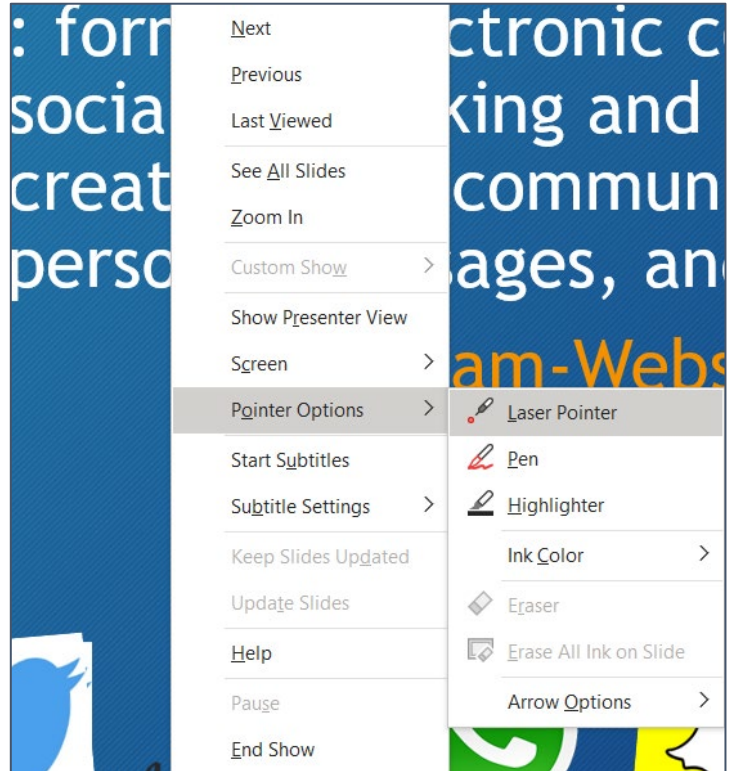 : for
ctronic c
socia
king and
creat
commun
perso
sages, an
am-Webs
Next
Previous
Last Viewed
See All Slides
Zoom In
Custom Show
Show Presenter View
Screen
Pointer Options
Start Subtitles
Subtitle Settings
Keep Slides Updated
Update Slides
Help
Pause
End Show
Laser Pointer
Pen
Highlighter
Ink Color
Eraser
Erase All Ink on Slide
Arrow Options